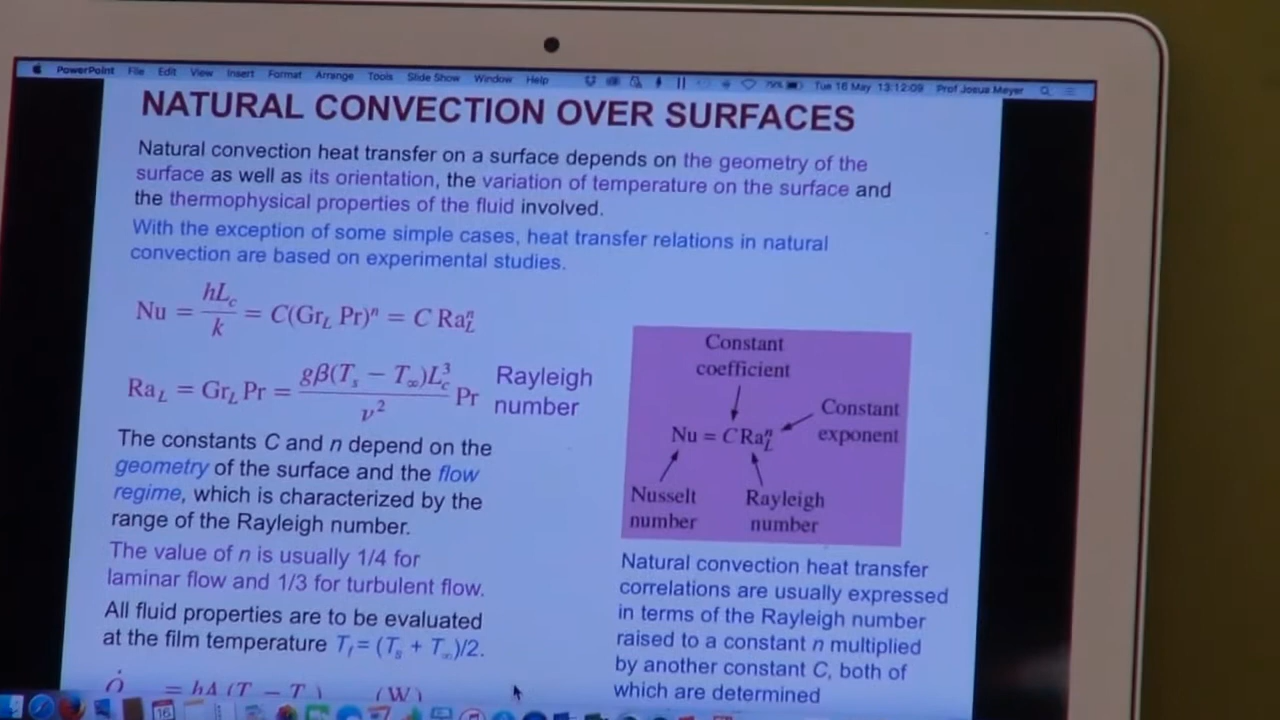 PowerPoint File Edit View Insert Format Arrange Tools Slide Show Window Help 79% Tue 16 May 13:12:09 Prof Josua Meyer
NATURAL CONVECTION OVER SURFACES
Natural convection heat transfer on a surface depends on the geometry of the
surface as well as its orientation, the variation of temperature on the surface and
the thermophysical properties of the fluid involved.
With the exception of some simple cases, heat transfer relations in natural
convection are based on experimental studies.
Nu = hL_c/k = C(Gr_L Pr)^n = C Ra_L^n
Ra_L = Gr_L Pr = gβ(T_s − T_∞)L_c^3/ν^2 Pr
Rayleigh
number
The constants C and n depend on the
geometry of the surface and the flow
regime, which is characterized by the
range of the Rayleigh number.
The value of n is usually 1/4 for
laminar flow and 1/3 for turbulent flow.
All fluid properties are to be evaluated
at the film temperature T_f = (T_s + T_∞)/2.
Q̇ = hA (T − T ) (W)
Constant
coefficient
Constant
exponent
Nu = CRa_L^n
Nusselt
number
Rayleigh
number
Natural convection heat transfer
correlations are usually expressed
in terms of the Rayleigh number
raised to a constant n multiplied
by another constant C, both of
which are determined
16